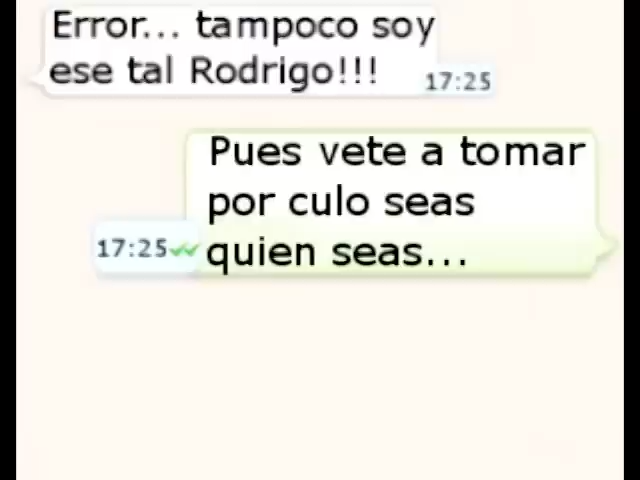 Error... tampoco soy
ese tal Rodrigo!!!
17:25
Pues vete a tomar
por culo seas
quien seas...
17:25